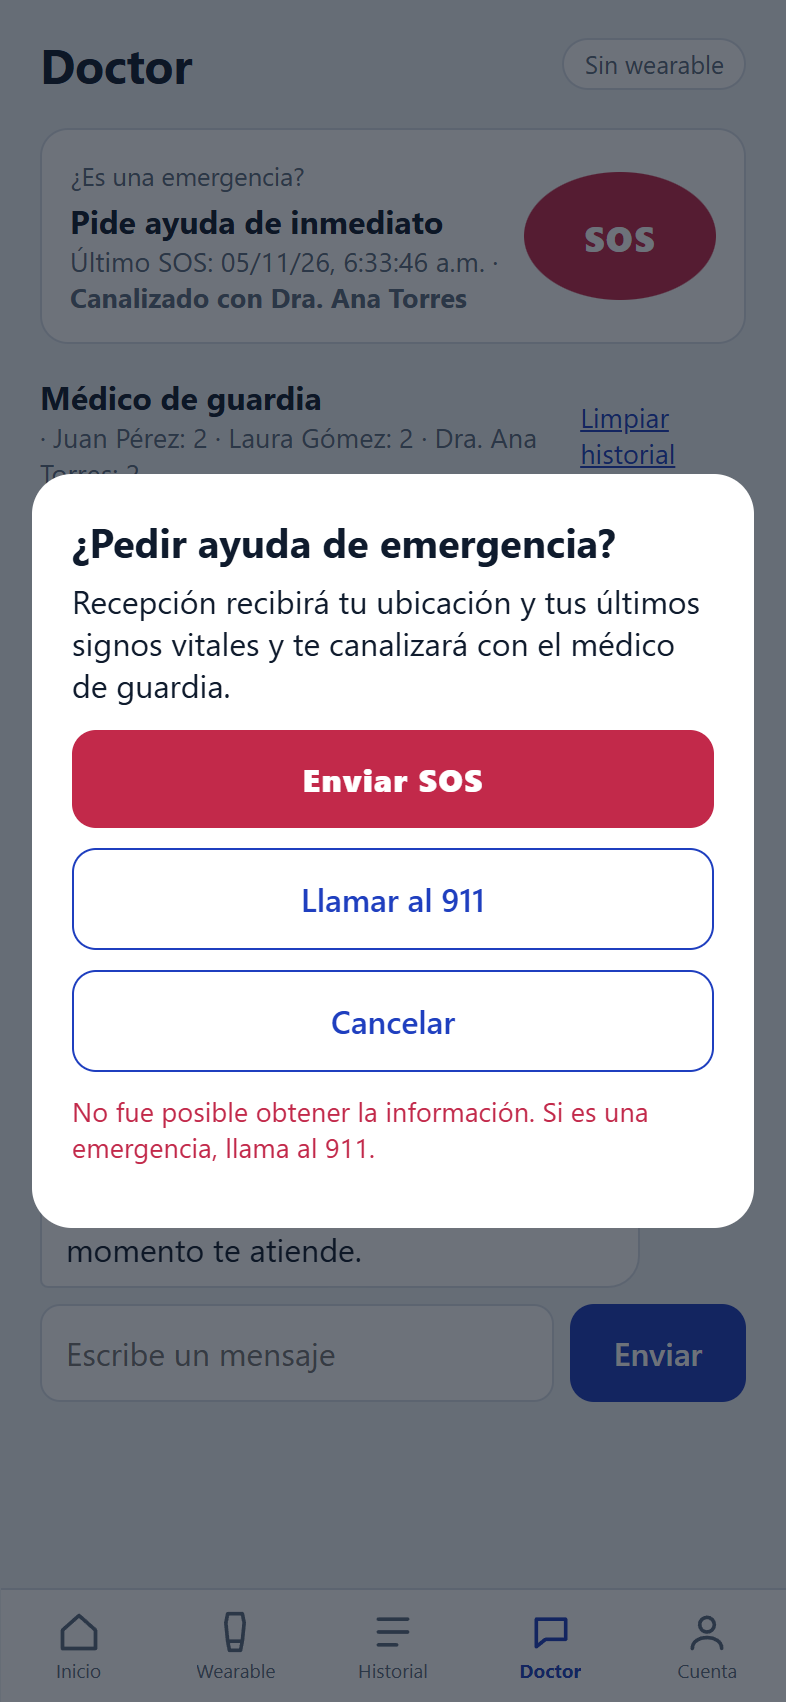 Doctor
Sin wearable
¿Es una emergencia?
Pide ayuda de inmediato
Último SOS: 05/11/26, 6:33:46 a.m. ·
Canalizado con Dra. Ana Torres
SOS
Médico de guardia
· Juan Pérez: 2 · Laura Gómez: 2 · Dra. Ana
Torres: 2
Limpiar
historial
¿Pedir ayuda de emergencia?
Recepción recibirá tu ubicación y tus últimos
signos vitales y te canalizará con el médico
de guardia.
Enviar SOS
Llamar al 911
Cancelar
No fue posible obtener la información. Si es una
emergencia, llama al 911.
momento te atiende.
Escribe un mensaje
Enviar
Inicio
Wearable
Historial
Doctor
Cuenta